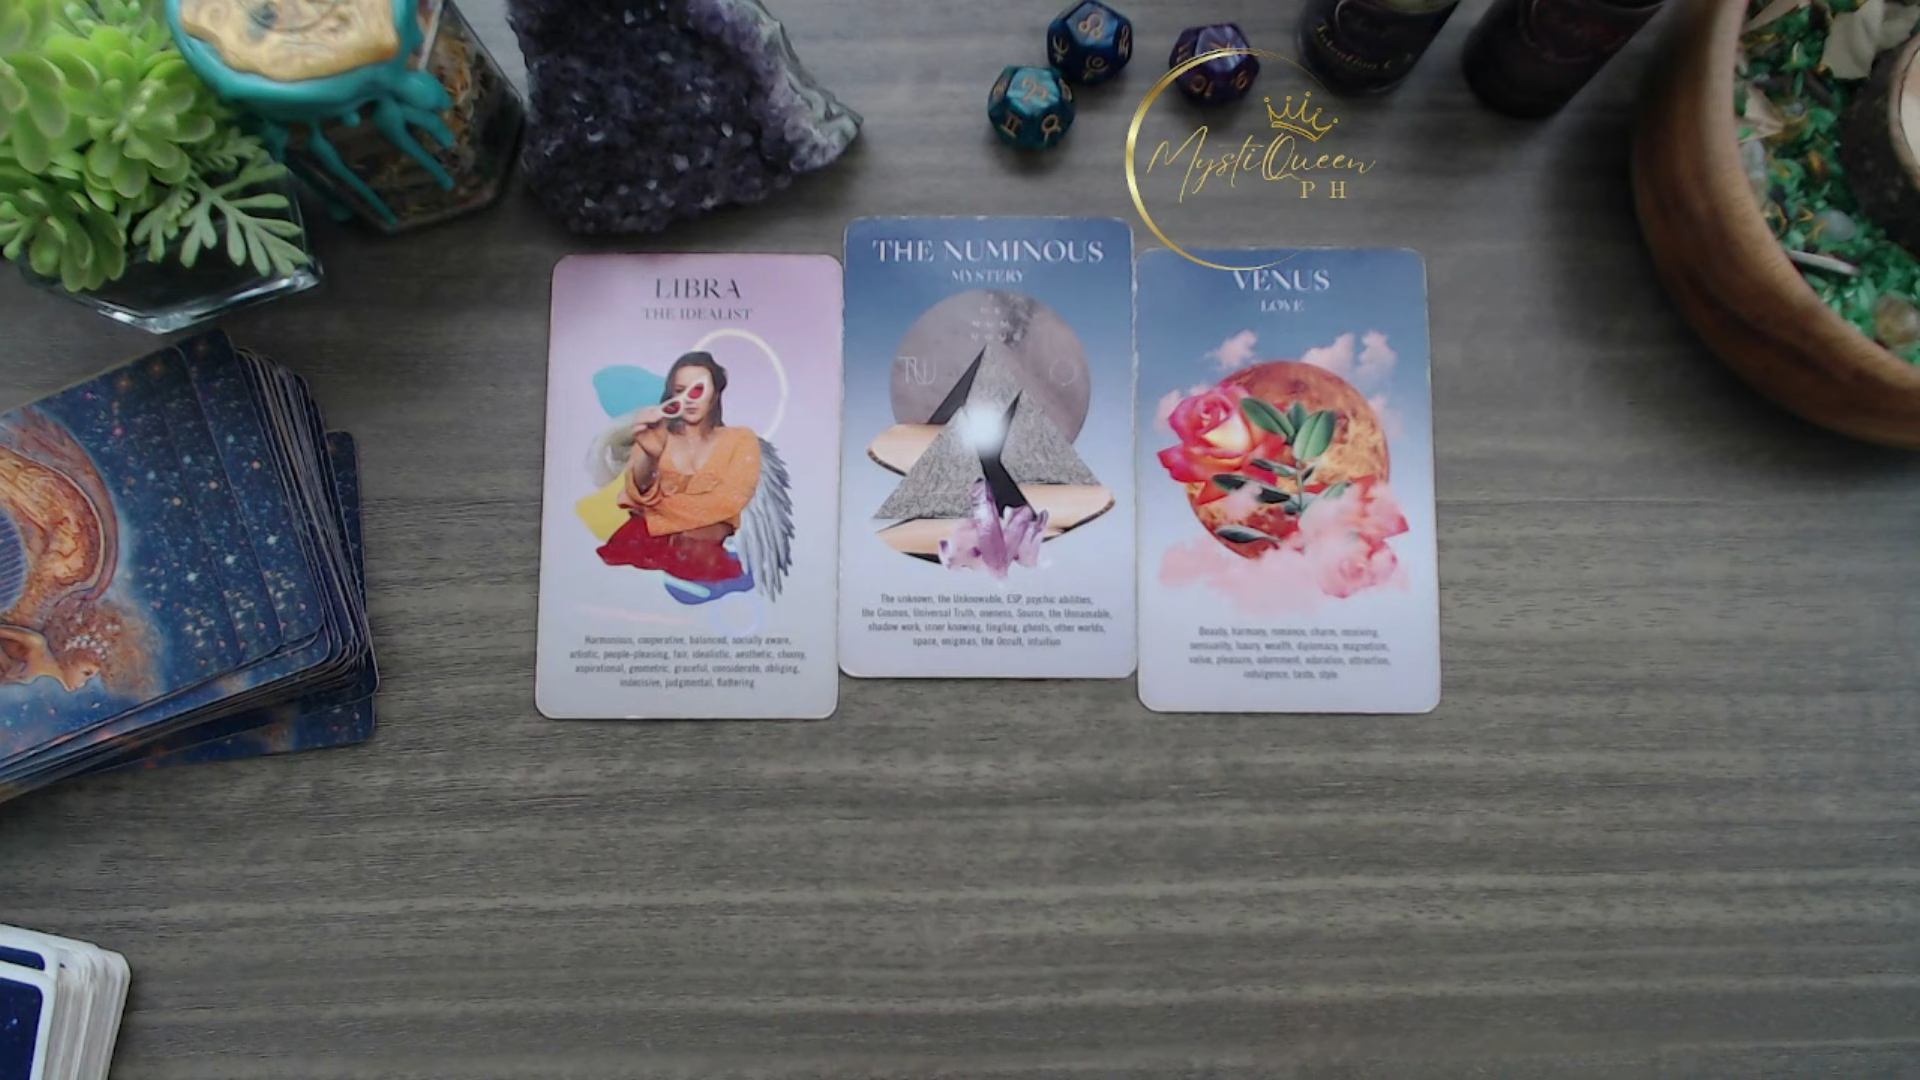 MystiQueen
PH
LIBRA
THE IDEALIST
Harmonious, cooperative, balanced, socially aware,
artistic, people-pleasing, fair, idealistic, aesthetic, choosy,
aspirational, geometric, graceful, considerate, obliging,
indecisive, judgmental, flattering
THE NUMINOUS
MYSTERY
The unknown, the Unknowable, ESP, psychic abilities,
the Cosmos, Universal Truth, oneness, Source, the Unnamable,
shadow work, inner knowing, tingling, ghosts, other worlds,
space, enigmas, the Occult, intuition
VENUS
LOVE
Beauty, harmony, romance, charm, receiving,
sensuality, luxury, wealth, diplomacy, magnetism,
value, pleasure, adornment, adoration, attraction,
indulgence, taste, style